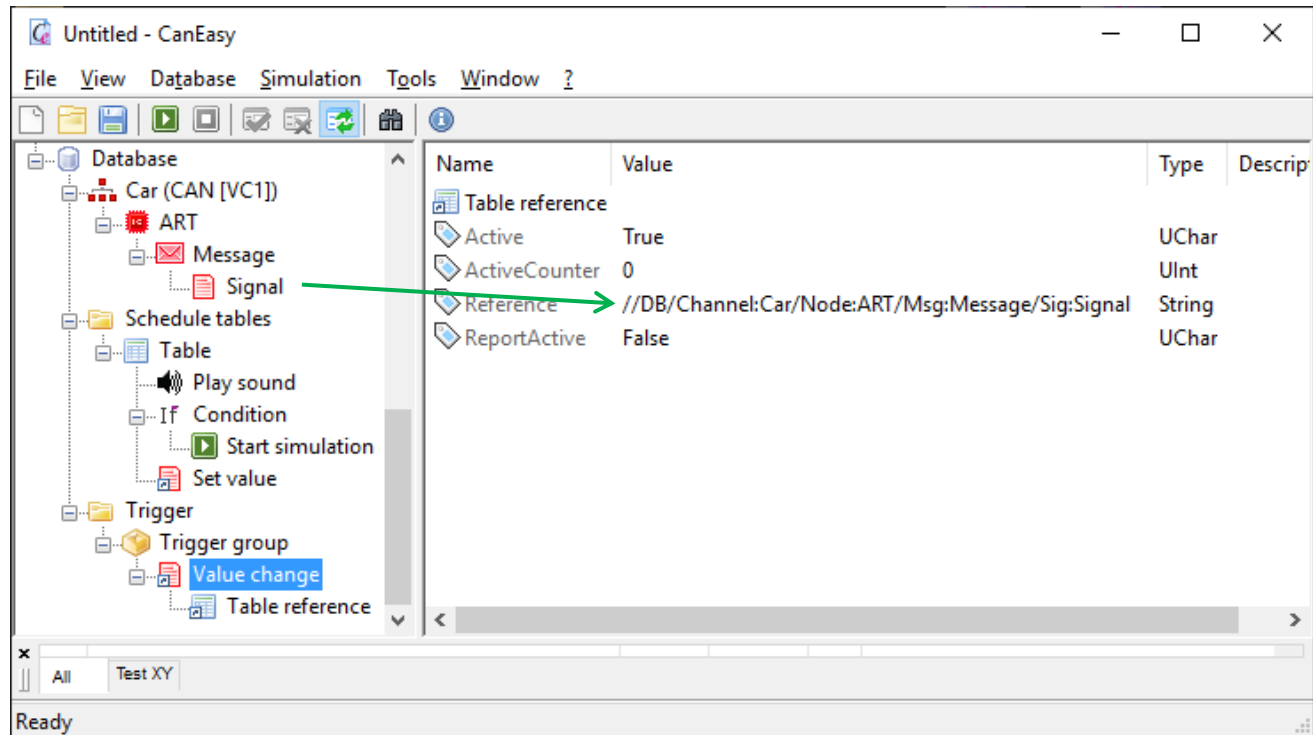 Untitled - CanEasy
File View Database Simulation Tools Window ?
Database
Car (CAN [VC1])
ART
Message
Signal
Schedule tables
Table
Play sound
If Condition
Start simulation
Set value
Trigger
Trigger group
Value change
Table reference
Name Value Type Descrip
Table reference
Active True UChar
ActiveCounter 0 UInt
Reference //DB/Channel:Car/Node:ART/Msg:Message/Sig:Signal String
ReportActive False UChar
All Test XY
Ready